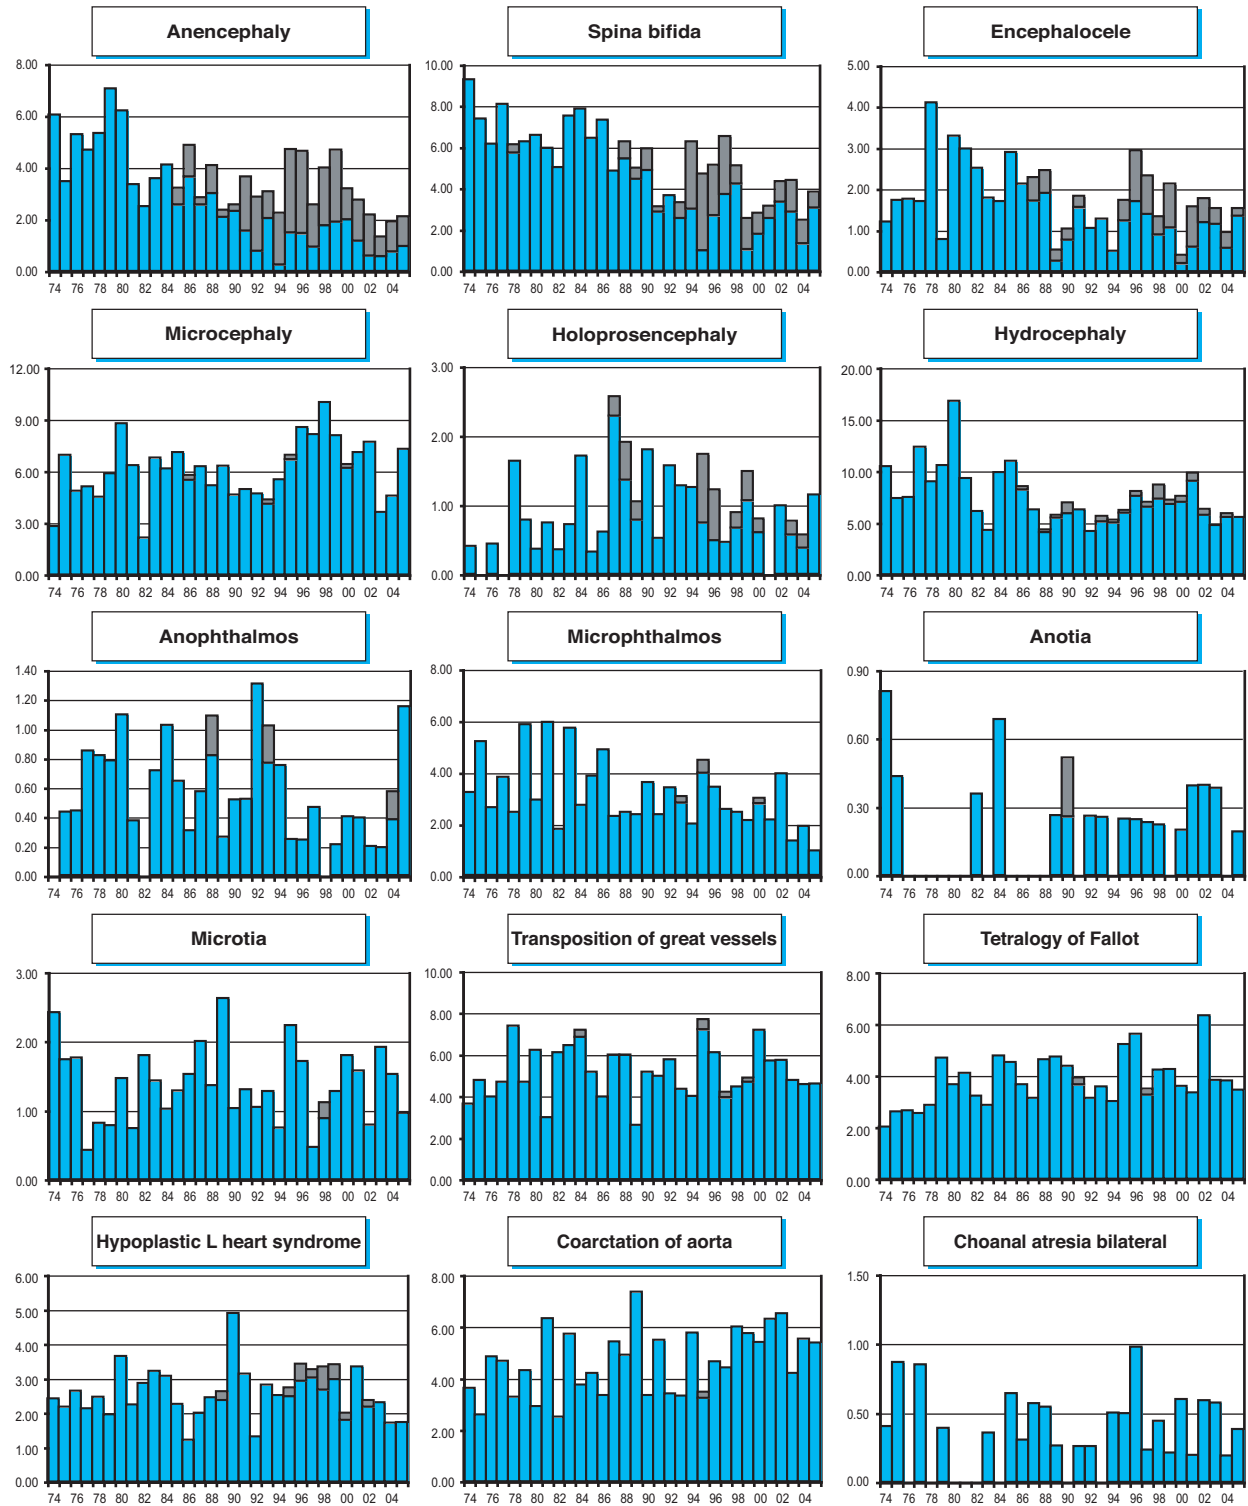 Anencephaly
Spina bifida
Encephalocele
8.00
6.00
4.00
2.00
0.00
74 76 78 80 82 84 86 88 90 92 94 96 98 00 02 04
10.00
8.00
6.00
4.00
2.00
0.00
74 76 78 80 82 84 86 88 90 92 94 96 98 00 02 04
5.00
4.00
3.00
2.00
1.00
0.00
74 76 78 80 82 84 86 88 90 92 94 96 98 00 02 04
Microcephaly
Holoprosencephaly
Hydrocephaly
12.00
9.00
6.00
3.00
0.00
74 76 78 80 82 84 86 88 90 92 94 96 98 00 02 04
3.00
2.00
1.00
0.00
74 76 78 80 82 84 86 88 90 92 94 96 98 00 02 04
20.00
15.00
10.00
5.00
0.00
74 76 78 80 82 84 86 88 90 92 94 96 98 00 02 04
Anophthalmos
Microphthalmos
Anotia
1.40
1.20
1.00
0.80
0.60
0.40
0.20
0.00
74 76 78 80 82 84 86 88 90 92 94 96 98 00 02 04
8.00
6.00
4.00
2.00
0.00
74 76 78 80 82 84 86 88 90 92 94 96 98 00 02 04
0.90
0.60
0.30
0.00
74 76 78 80 82 84 86 88 90 92 94 96 98 00 02 04
Microtia
Transposition of great vessels
Tetralogy of Fallot
3.00
2.00
1.00
0.00
74 76 78 80 82 84 86 88 90 92 94 96 98 00 02 04
10.00
8.00
6.00
4.00
2.00
0.00
74 76 78 80 82 84 86 88 90 92 94 96 98 00 02 04
8.00
6.00
4.00
2.00
0.00
74 76 78 80 82 84 86 88 90 92 94 96 98 00 02 04
Hypoplastic L heart syndrome
Coarctation of aorta
Choanal atresia bilateral
6.00
5.00
4.00
3.00
2.00
1.00
0.00
74 76 78 80 82 84 86 88 90 92 94 96 98 00 02 04
8.00
6.00
4.00
2.00
0.00
74 76 78 80 82 84 86 88 90 92 94 96 98 00 02 04
1.50
1.00
0.50
0.00
74 76 78 80 82 84 86 88 90 92 94 96 98 00 02 04